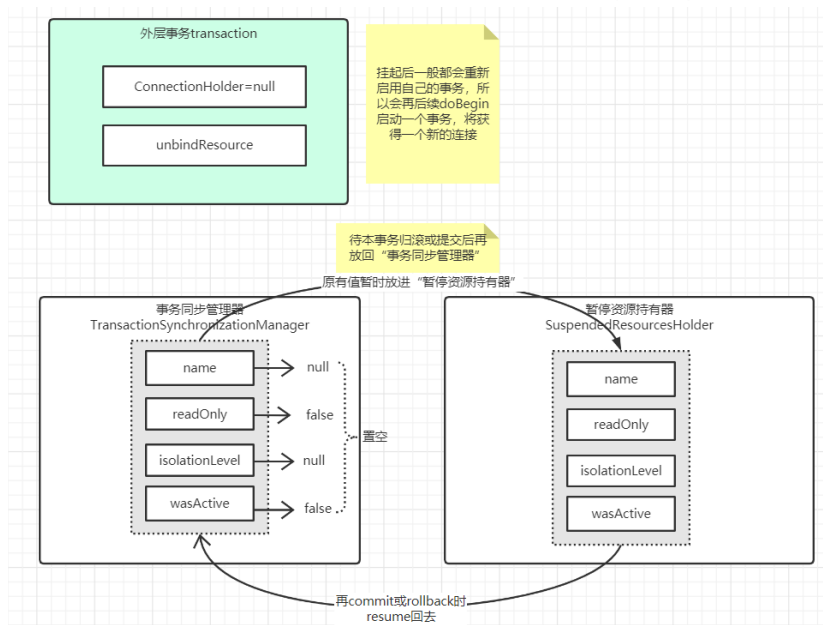 外层事务transaction
ConnectionHolder=null
unbindResource
挂起后一般都会重新
启用自己的事务，所
以会再后续doBegin
启动一个事务，将获
得一个新的连接
待本事务归滚或提交后再
放回“事务同步管理器”
原有值暂时放进“暂停资源持有器”
事务同步管理器
TransactionSynchronizationManager
name
null
readOnly
false
isolationLevel
null
wasActive
false
置空
暂停资源持有器
SuspendedResourcesHolder
name
readOnly
isolationLevel
wasActive
再commit或rollback时
resume回去